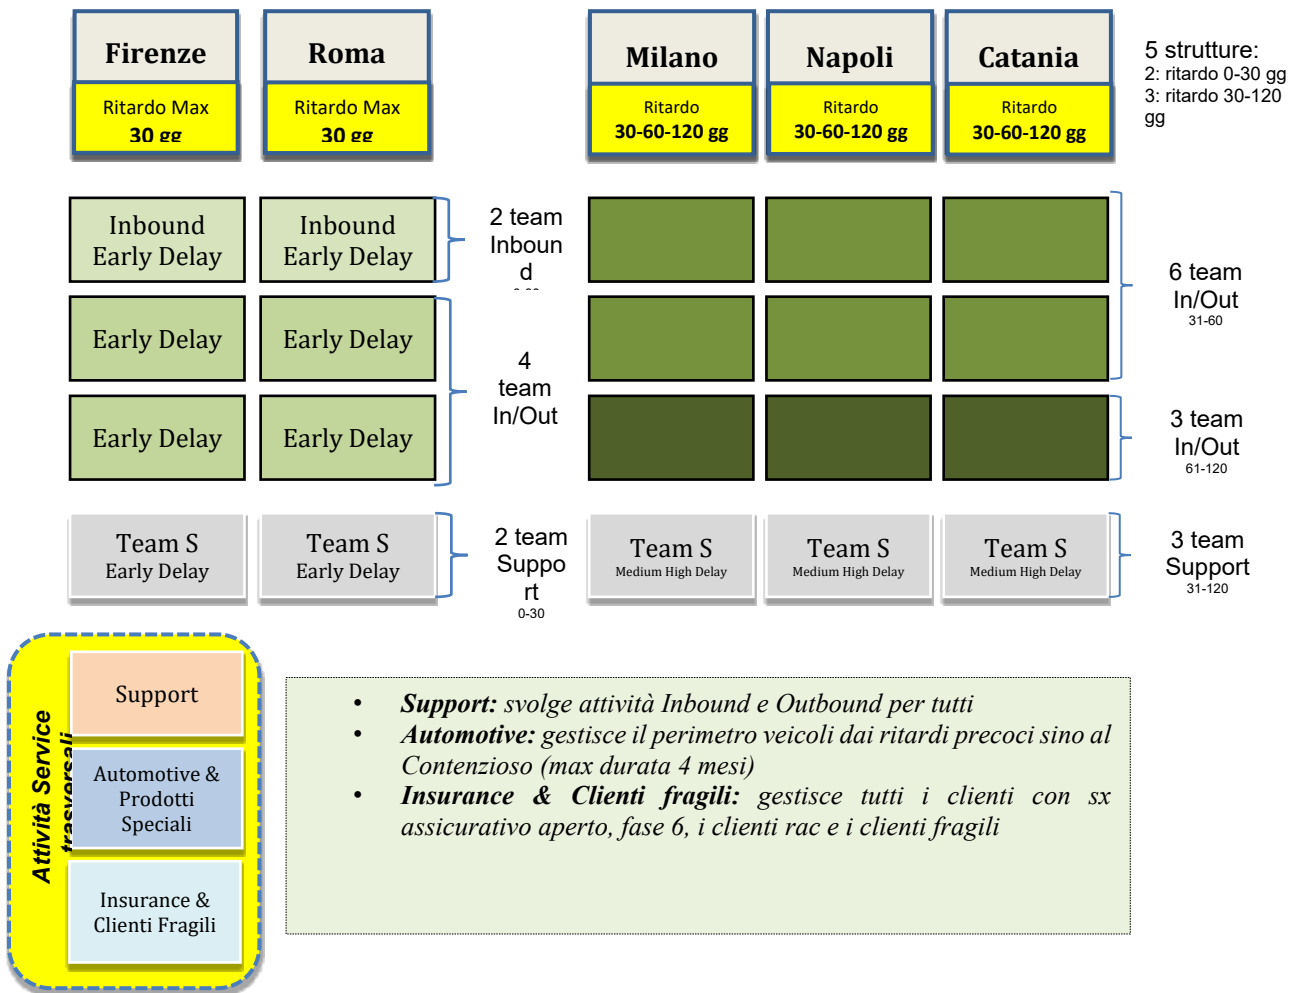 Firenze
Roma
Milano
Napoli
Catania
5 strutture:
2: ritardo 0-30 gg
3: ritardo 30-120
gg
Ritardo Max
30 gg
Ritardo Max
30 gg
Ritardo
30-60-120 gg
Ritardo
30-60-120 gg
Ritardo
30-60-120 gg
Inbound
Early Delay
Inbound
Early Delay
2 team
Inboun
d
Early Delay
Early Delay
4
team
In/Out
Early Delay
Early Delay
6 team
In/Out
31-60
3 team
In/Out
61-120
Team S
Early Delay
Team S
Early Delay
2 team
Suppo
rt
0-30
Team S
Medium High Delay
Team S
Medium High Delay
Team S
Medium High Delay
3 team
Support
31-120
Attività Service
trasversali
Support
Automotive &
Prodotti
Speciali
Insurance &
Clienti Fragili
• Support: svolge attività Inbound e Outbound per tutti
• Automotive: gestisce il perimetro veicoli dai ritardi precoci sino al
Contenzioso (max durata 4 mesi)
• Insurance & Clienti fragili: gestisce tutti i clienti con sx
assicurativo aperto, fase 6, i clienti rac e i clienti fragili